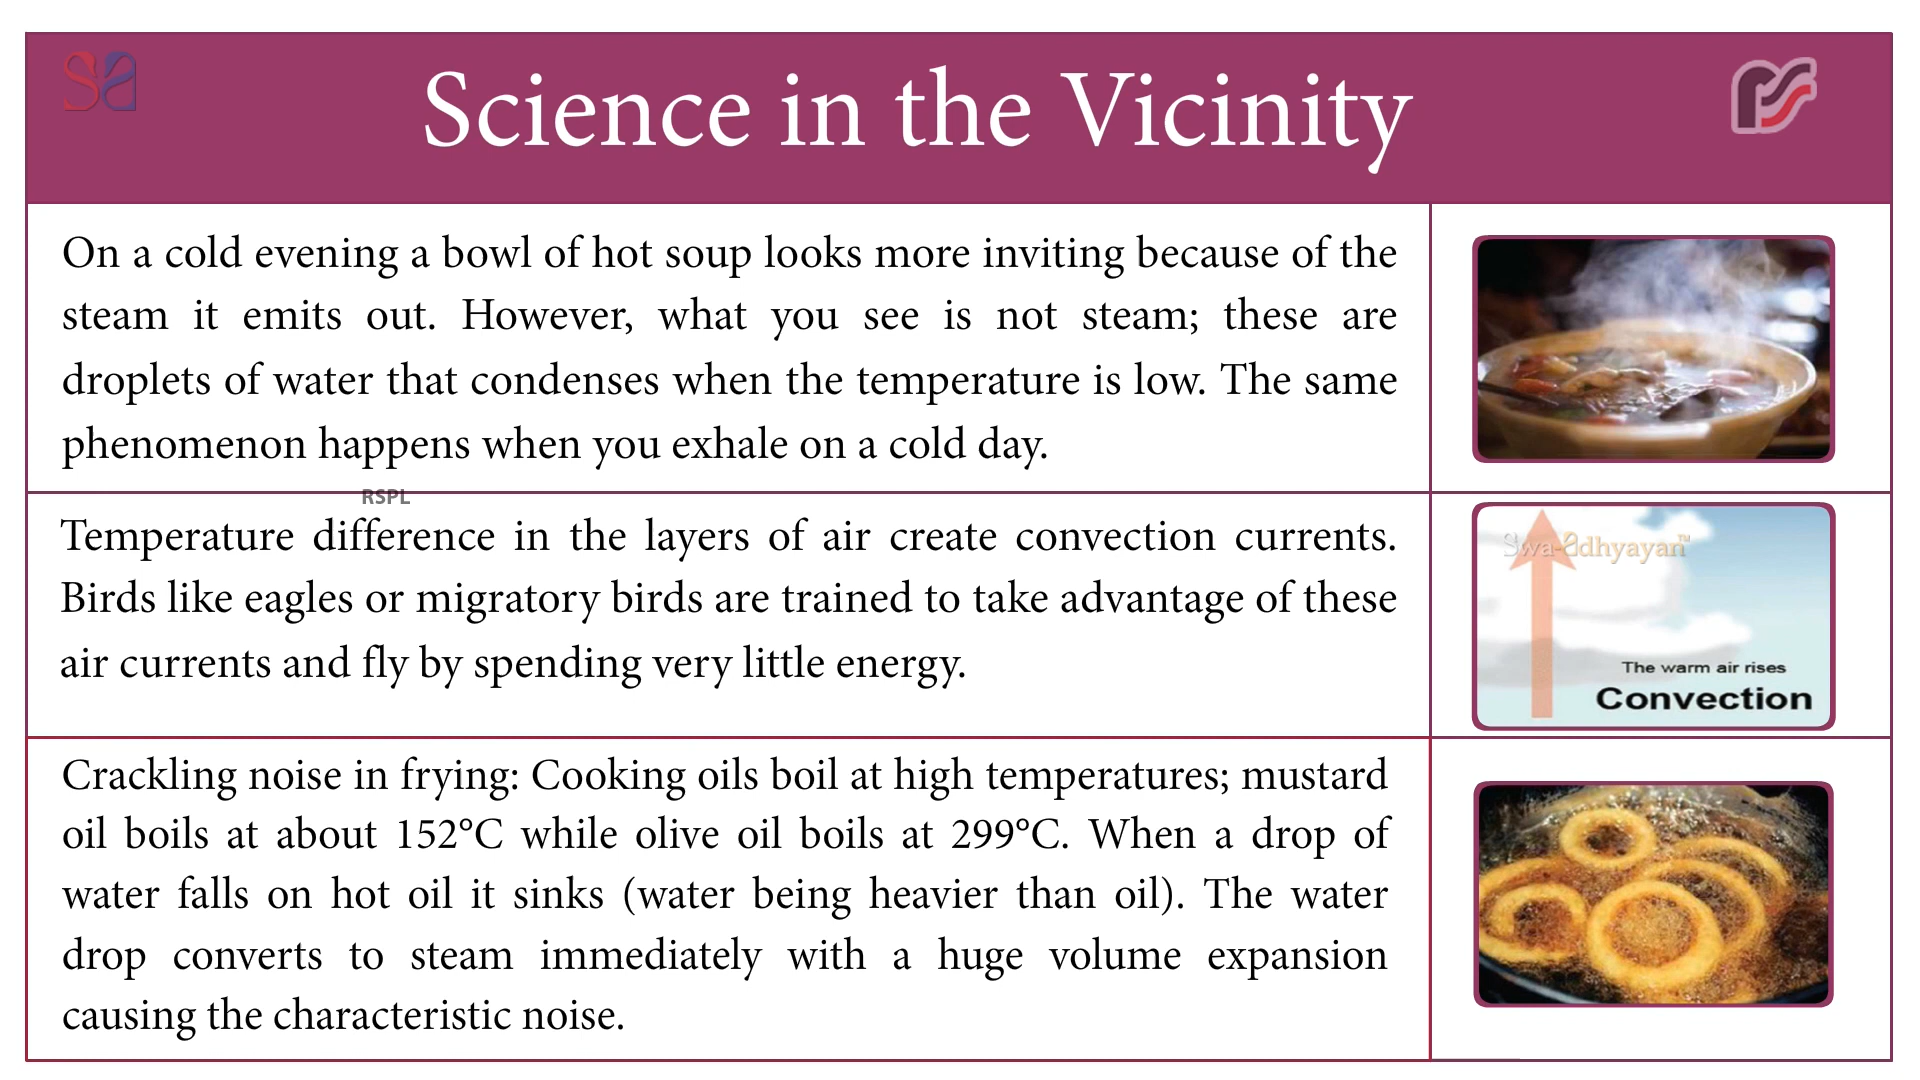 sa
Science in the Vicinity
On a cold evening a bowl of hot soup looks more inviting because of the
steam it emits out. However, what you see is not steam; these are
droplets of water that condenses when the temperature is low. The same
phenomenon happens when you exhale on a cold day.
RSPL
Temperature difference in the layers of air create convection currents.
Birds like eagles or migratory birds are trained to take advantage of these
air currents and fly by spending very little energy.
Swa-adhyayan™
The warm air rises
Convection
Crackling noise in frying: Cooking oils boil at high temperatures; mustard
oil boils at about 152°C while olive oil boils at 299°C. When a drop of
water falls on hot oil it sinks (water being heavier than oil). The water
drop converts to steam immediately with a huge volume expansion
causing the characteristic noise.